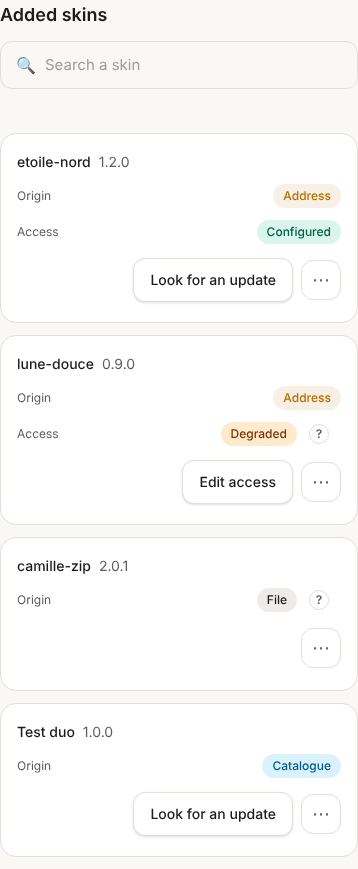 Added skins
🔍 Search a skin
etoile-nord 1.2.0
Origin Address
Access Configured
Look for an update ...
lune-douce 0.9.0
Origin Address
Access Degraded ?
Edit access ...
camille-zip 2.0.1
Origin File ?
...
Test duo 1.0.0
Origin Catalogue
Look for an update ...